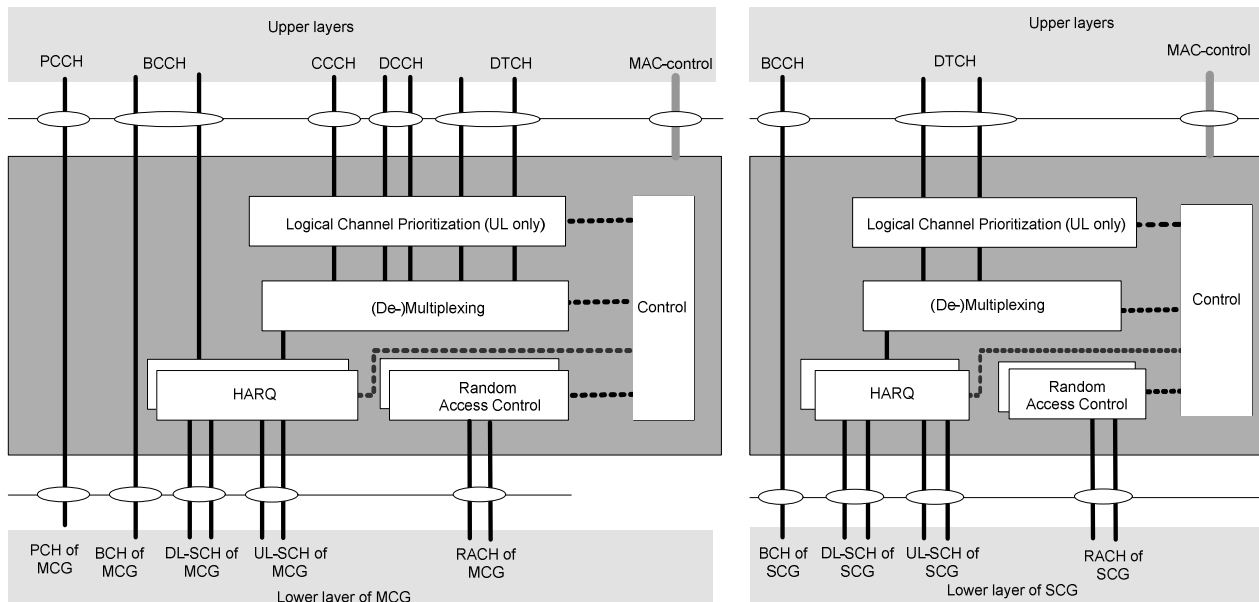 Upper layers
PCCH
BCCH
CCCH
DCCH
DTCH
MAC-control
Logical Channel Prioritization (UL only)
(De-)Multiplexing
Control
HARQ
Random
Access Control
PCH of
MCG
BCH of
MCG
DL-SCH of
MCG
UL-SCH of
MCG
RACH of
MCG
Lower layer of MCG
Upper layers
BCCH
DTCH
MAC-control
Logical Channel Prioritization (UL only)
(De-)Multiplexing
Control
HARQ
Random
Access Control
BCH of
SCG
DL-SCH of
SCG
UL-SCH of
SCG
RACH of
SCG
Lower layer of SCG